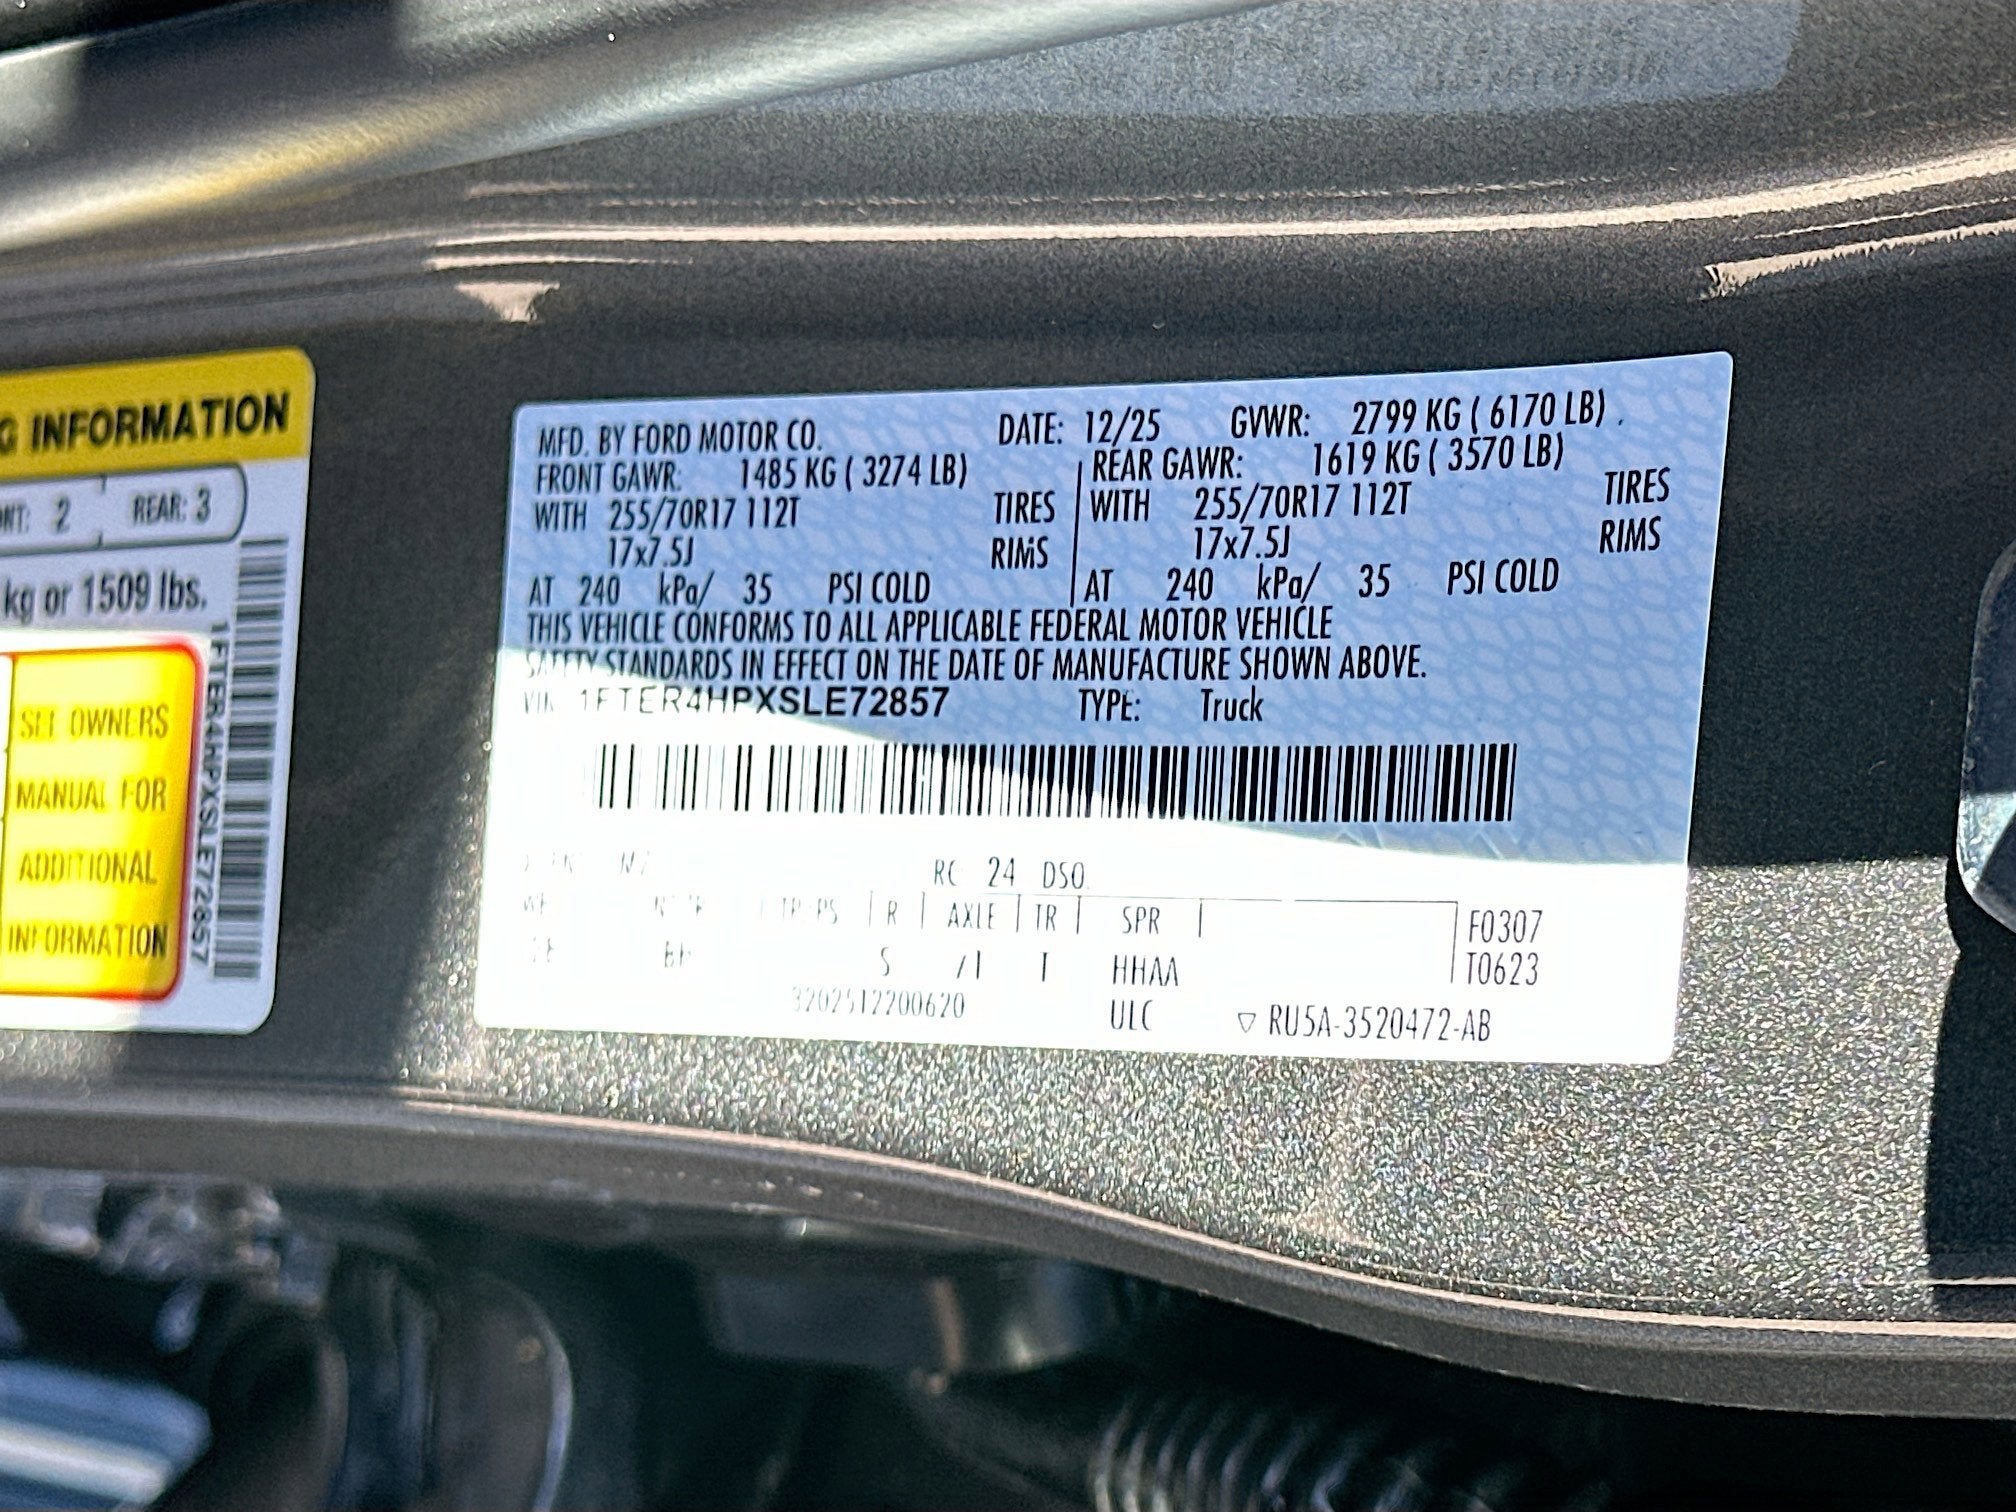 G INFORMATION
NT: 2 REAR: 3
kg or 1509 lbs.
SEE OWNERS
MANUAL FOR
ADDITIONAL
INFORMATION
1FTER4HPXSLE72857
MFD. BY FORD MOTOR CO. DATE: 12/25 GVWR: 2799 KG ( 6170 LB)
FRONT GAWR: 1485 KG ( 3274 LB) REAR GAWR: 1619 KG ( 3570 LB)
WITH 255/70R17 112T TIRES WITH 255/70R17 112T TIRES
17x7.5J RIMS 17x7.5J RIMS
AT 240 kPa/ 35 PSI COLD AT 240 kPa/ 35 PSI COLD
THIS VEHICLE CONFORMS TO ALL APPLICABLE FEDERAL MOTOR VEHICLE
SAFETY STANDARDS IN EFFECT ON THE DATE OF MANUFACTURE SHOWN ABOVE.
VIN 1FTER4HPXSLE72857 TYPE: Truck
RC 24 DSO
TP/PS R AXLE TR SPR F0307
5 T HHAA T0623
3202512200620 ULC ▽ RU5A-3520472-AB